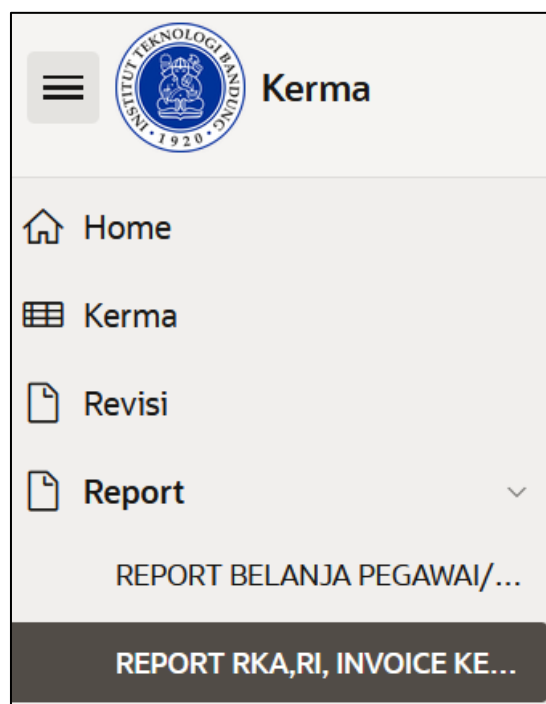 INSTITUT TEKNOLOGI BANDUNG
· 1920 ·
Kerma
Home
Kerma
Revisi
Report
REPORT BELANJA PEGAWAI/...
REPORT RKA,RI, INVOICE KE...